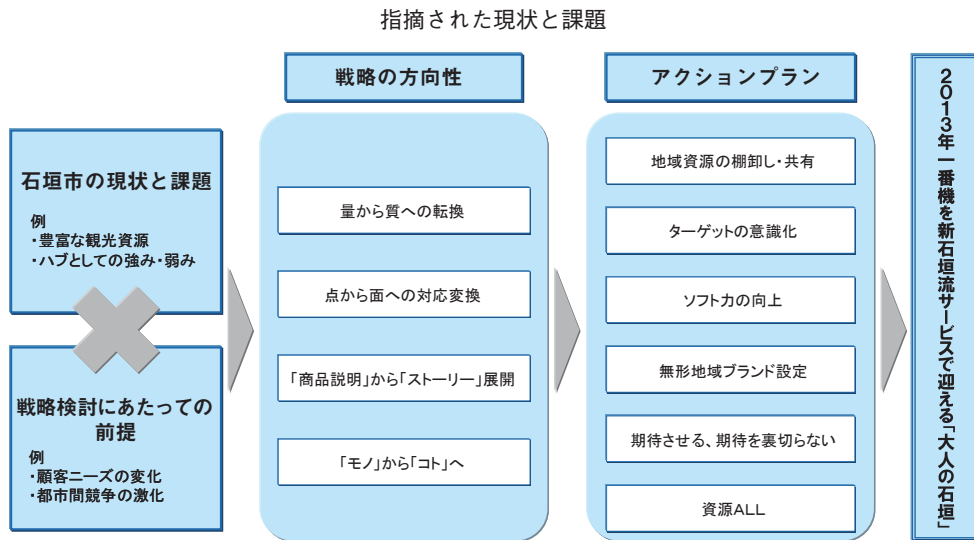 指摘された現状と課題
石垣市の現状と課題
例
・豊富な観光資源
・ハブとしての強み・弱み
戦略検討にあたっての
前提
例
・顧客ニーズの変化
・都市間競争の激化
戦略の方向性
量から質への転換
点から面への対応変換
「商品説明」から「ストーリー」展開
「モノ」から「コト」へ
アクションプラン
地域資源の棚卸し・共有
ターゲットの意識化
ソフト力の向上
無形地域ブランド設定
期待させる、期待を裏切らない
資源ALL
2013年一番機を新石垣流サービスで迎える「大人の石垣」